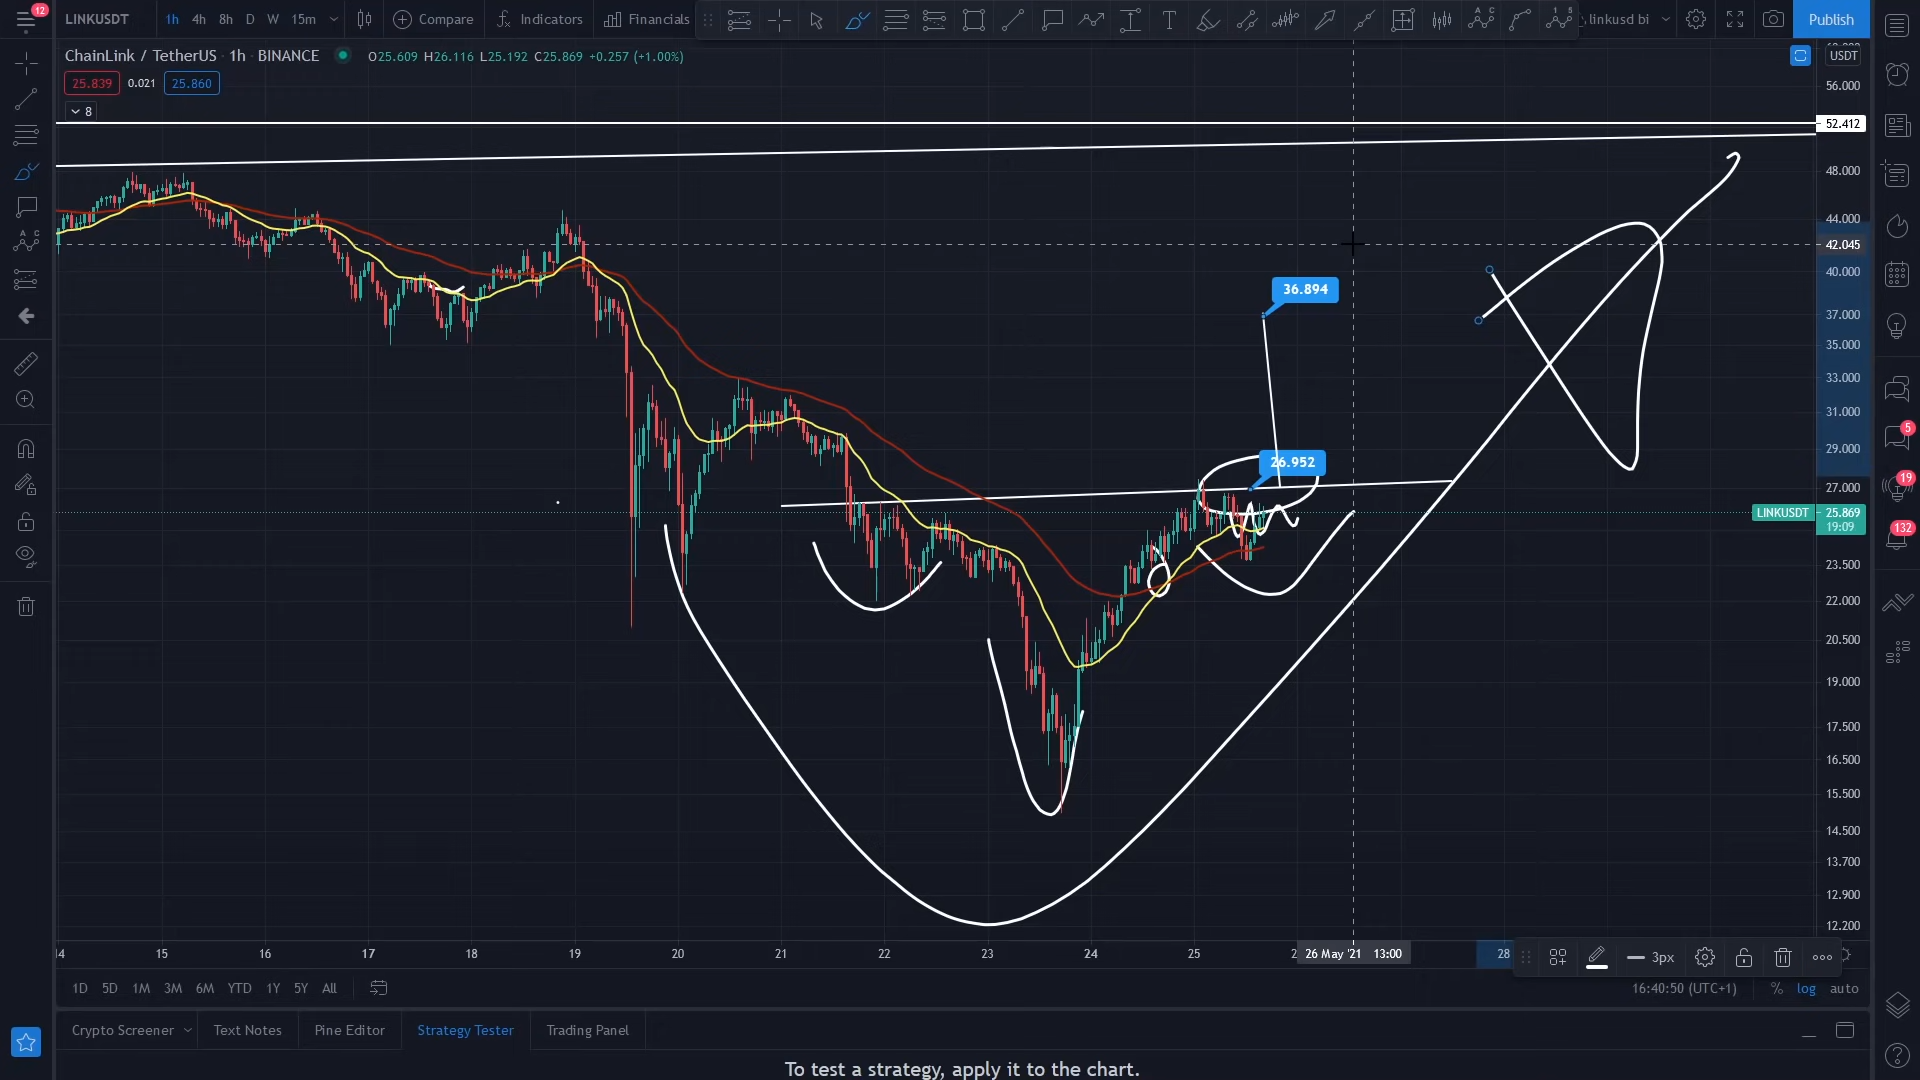 12
LINKUSDT
1h 4h 8h D W 15m
Compare
Indicators
Financials
linkusd bi
Publish
ChainLink / TetherUS · 1h · BINANCE
O25.609 H26.116 L25.192 C25.869 +0.257 (+1.00%)
USDT
25.839 0.021 25.860
8
56.000
52.412
48.000
44.000
42.045
40.000
36.894
37.000
35.000
33.000
31.000
29.000
26.952
27.000
LINKUSDT 25.869
19:09
23.500
22.000
20.500
19.000
17.500
16.500
15.500
14.500
13.700
12.900
12.200
5
19
132
14 15 16 17 18 19 20 21 22 23 24 25 26 May '21 13:00 28
3px
1D 5D 1M 3M 6M YTD 1Y 5Y All
16:40:50 (UTC+1) % log auto
Crypto Screener Text Notes Pine Editor Strategy Tester Trading Panel
To test a strategy, apply it to the chart.